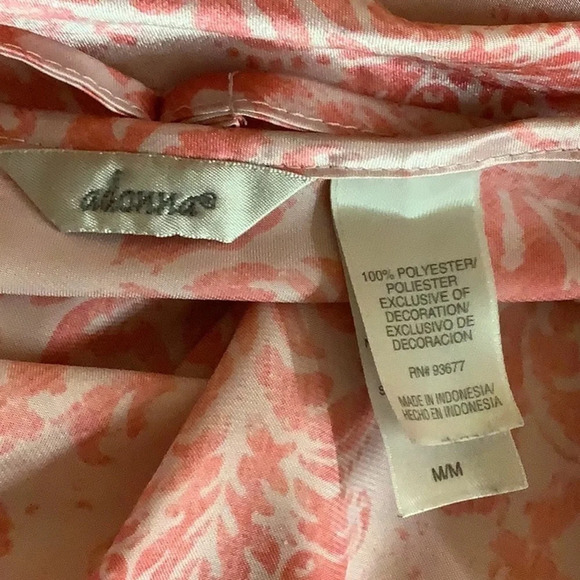 adonna®
100% POLYESTER/
POLIESTER
EXCLUSIVE OF
DECORATION/
EXCLUSIVO DE
DECORACION
RN# 93677
MADE IN INDONESIA/
HECHO EN INDONESIA
M/M